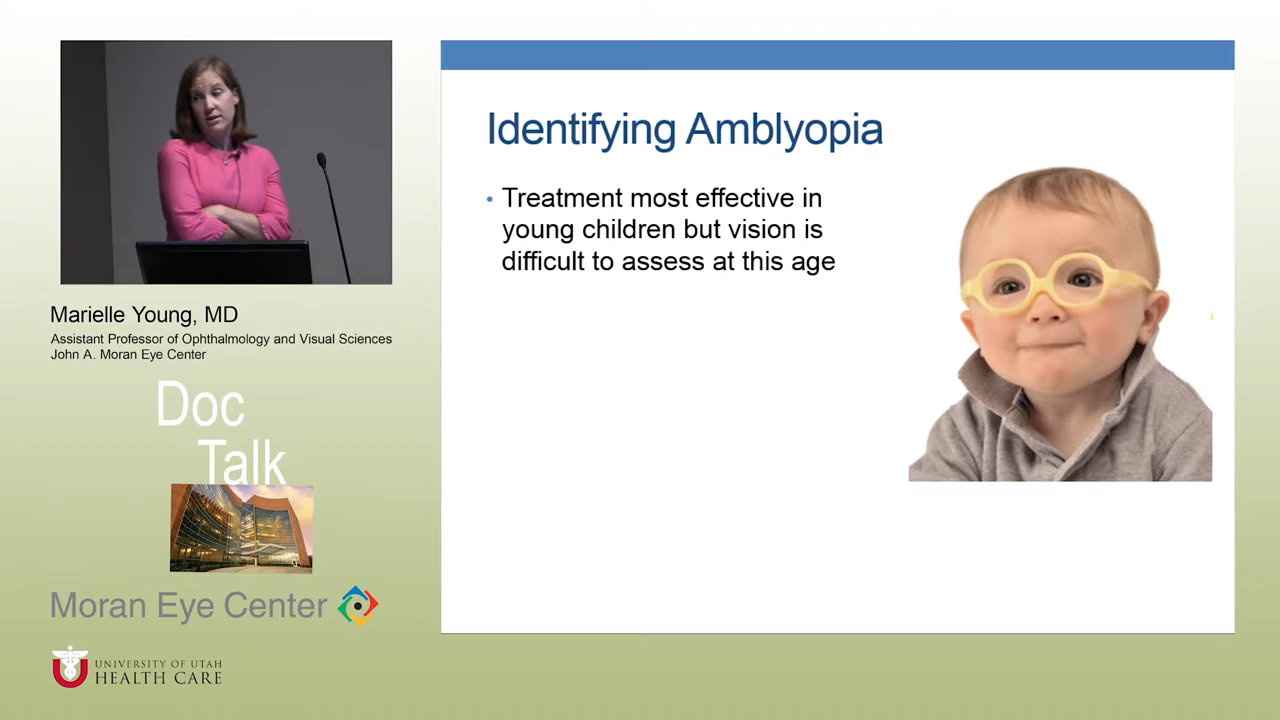 Marielle Young, MD
Assistant Professor of Ophthalmology and Visual Sciences
John A. Moran Eye Center
Doc
Talk
Moran Eye Center
UNIVERSITY OF UTAH
HEALTH CARE
Identifying Amblyopia
• Treatment most effective in
young children but vision is
difficult to assess at this age